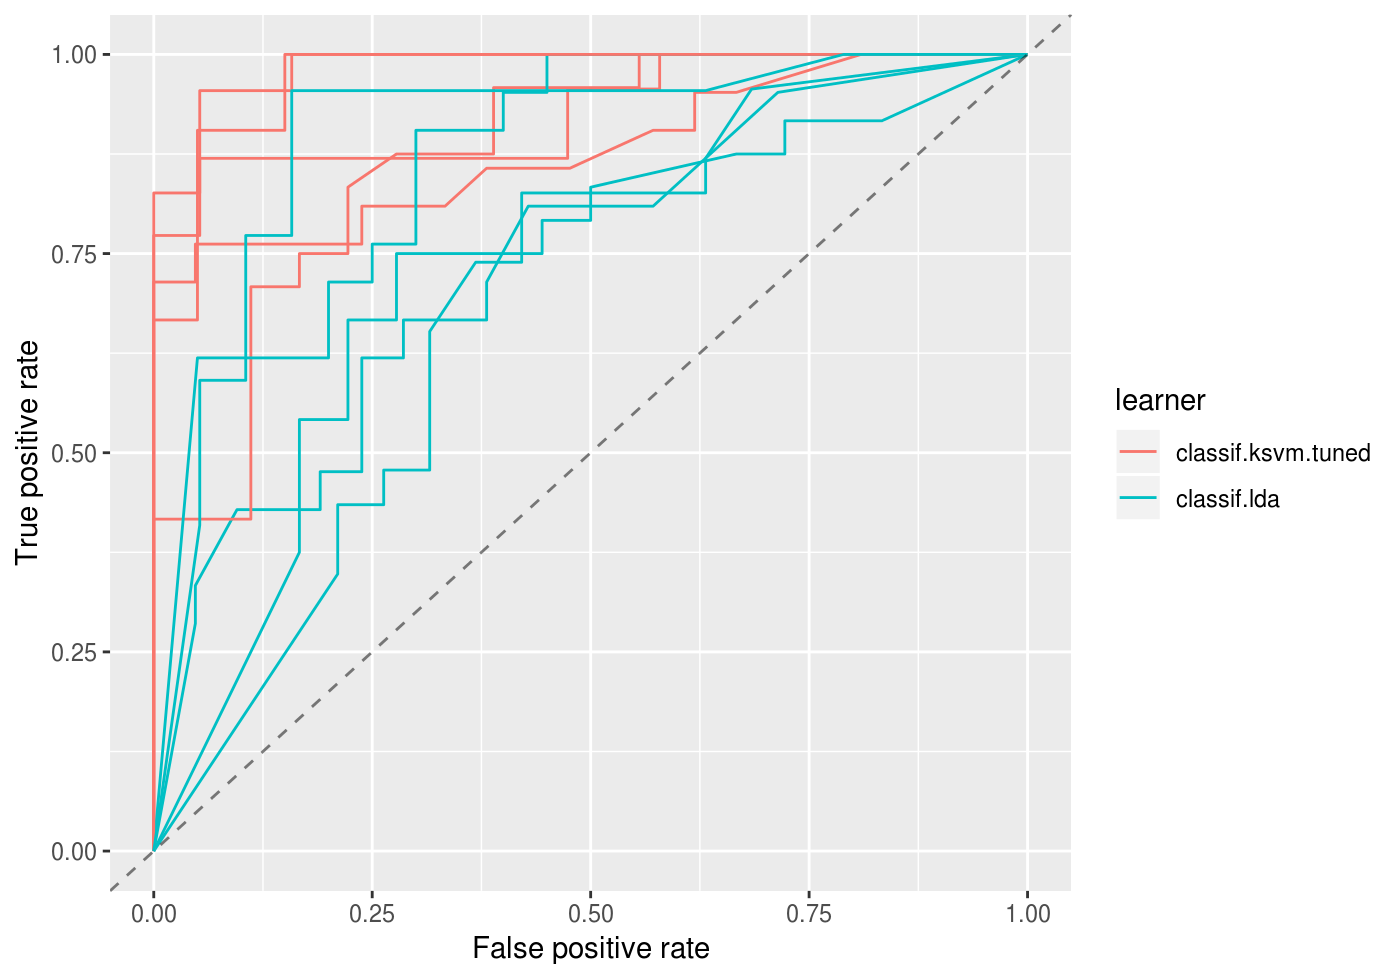 1.00
0.75
0.50
0.25
0.00
True positive rate
0.00 0.25 0.50 0.75 1.00
False positive rate
learner
classif.ksvm.tuned
classif.lda